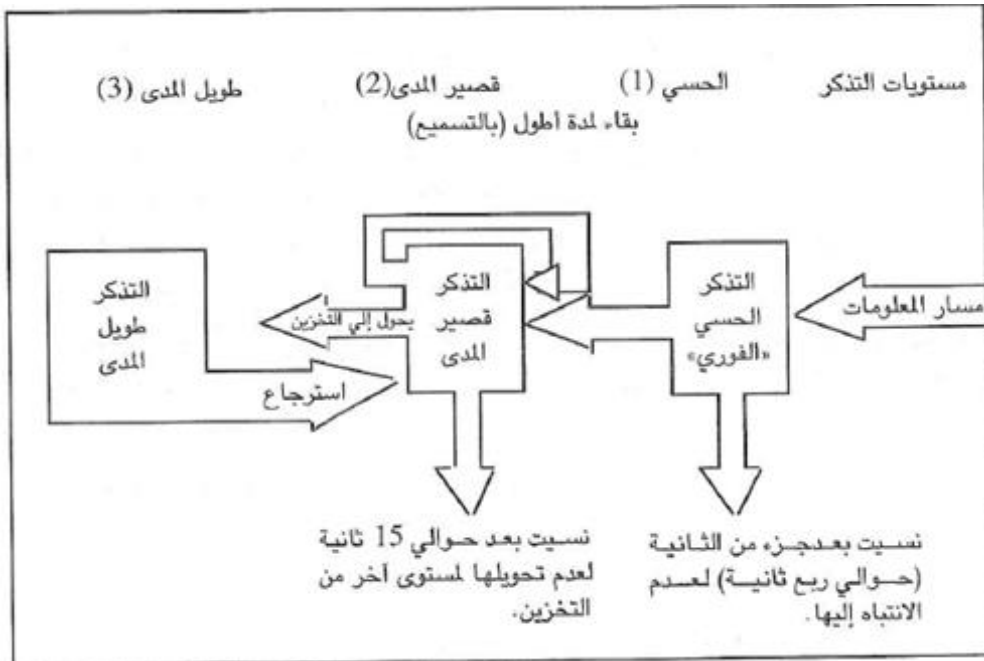 مستويات التذكر
الحسي (1)
قصير المدى (2)
طويل المدى (3)
بقاء لمدة أطول (بالتسميع)
مسار المعلومات
التذكر
الحسي
«الفوري»
التذكر
قصير
المدى
يحول إلي التخزين
استرجاع
التذكر
طويل
المدى
نسيت بعدجزء من الثانية
(حوالي ربع ثانية) لعدم
الانتباه إليها.
نسيت بعد حوالي 15 ثانية
لعدم تحويلها لمستوى آخر من
التخزين.